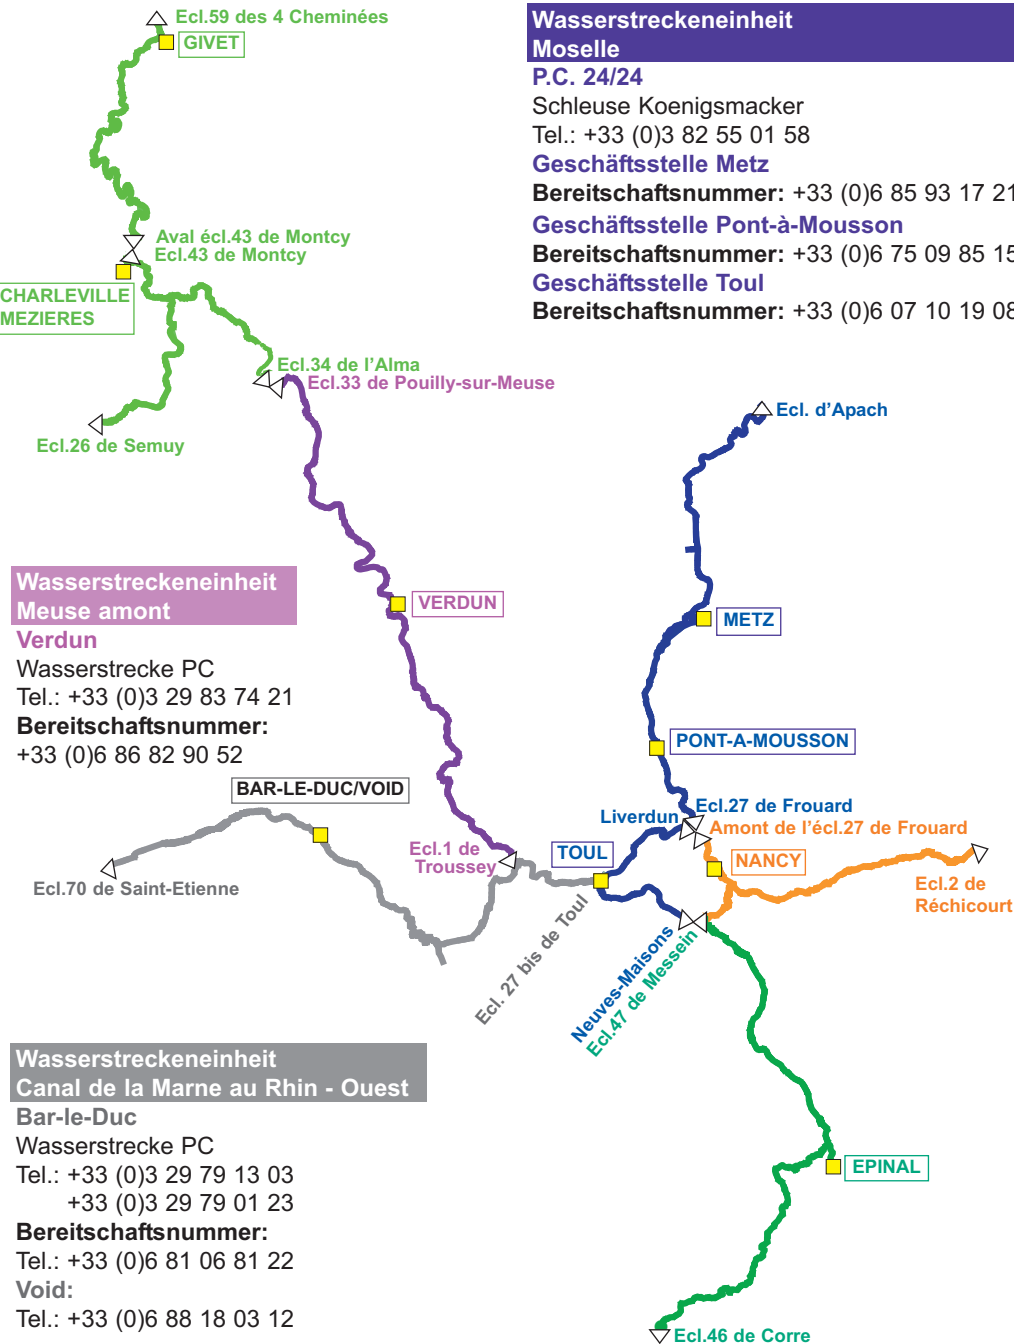 Ecl.59 des 4 Cheminées
GIVET
Wasserstreckeneinheit
Moselle
P.C. 24/24
Schleuse Koenigsmacker
Tel.: +33 (0)3 82 55 01 58
Geschäftsstelle Metz
Bereitschaftsnummer: +33 (0)6 85 93 17 21
Geschäftsstelle Pont-à-Mousson
Bereitschaftsnummer: +33 (0)6 75 09 85 15
Geschäftsstelle Toul
Bereitschaftsnummer: +33 (0)6 07 10 19 08
Aval écl.43 de Montcy
Ecl.43 de Montcy
CHARLEVILLE
MEZIERES
Ecl.34 de l'Alma
Ecl.33 de Pouilly-sur-Meuse
Ecl.26 de Semuy
Ecl. d'Apach
Wasserstreckeneinheit
Meuse amont
Verdun
Wasserstrecke PC
Tel.: +33 (0)3 29 83 74 21
Bereitschaftsnummer:
+33 (0)6 86 82 90 52
VERDUN
METZ
PONT-A-MOUSSON
BAR-LE-DUC/VOID
Ecl.27 de Frouard
Liverdun
Amont de l'écl.27 de Frouard
Ecl.1 de
Troussey
TOUL
NANCY
Ecl.70 de Saint-Etienne
Ecl.2 de
Réchicourt
Ecl. 27 bis de Toul
Neuves-Maisons
Ecl.47 de Messein
Wasserstreckeneinheit
Canal de la Marne au Rhin - Ouest
Bar-le-Duc
Wasserstrecke PC
Tel.: +33 (0)3 29 79 13 03
+33 (0)3 29 79 01 23
Bereitschaftsnummer:
Tel.: +33 (0)6 81 06 81 22
Void:
Tel.: +33 (0)6 88 18 03 12
EPINAL
Ecl.46 de Corre